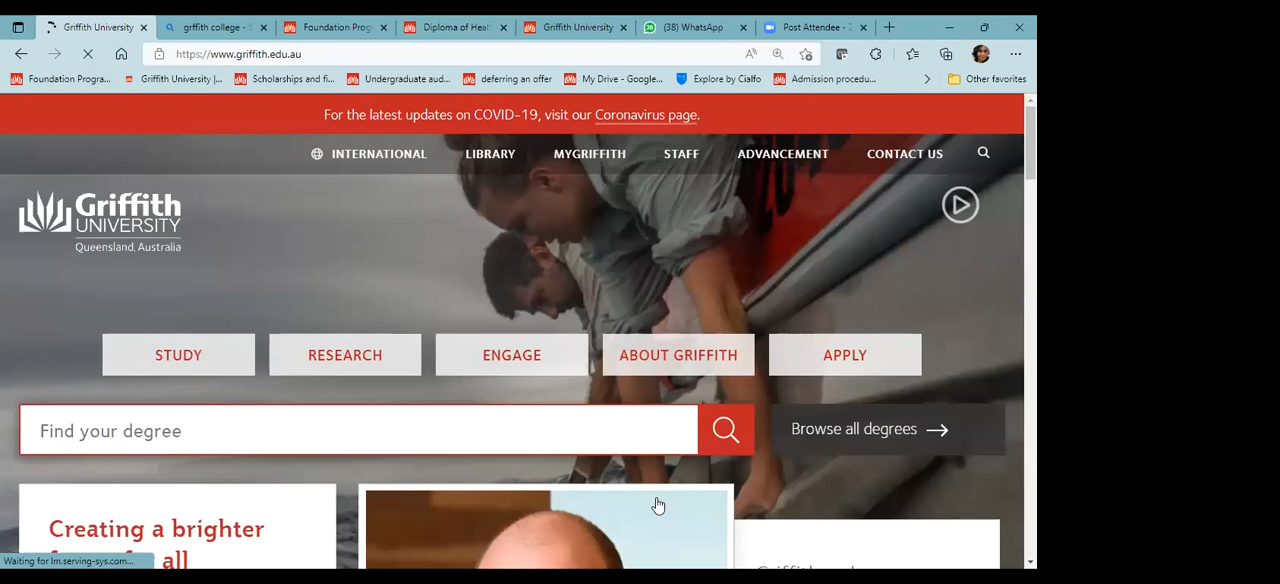 Griffith University
grffith college - S
Foundation Prog
Diploma of Heal
Griffith University
(38) WhatsApp
Post Attendee - Z
https://www.griffith.edu.au
Foundation Progra...
Griffith University |...
Scholarships and fi...
Undergraduate aud...
deferring an offer
My Drive - Google...
Explore by Cialfo
Admission procedu...
Other favorites
For the latest updates on COVID-19, visit our Coronavirus page.
INTERNATIONAL
LIBRARY
MYGRIFFITH
STAFF
ADVANCEMENT
CONTACT US
Griffith
UNIVERSITY
Queensland, Australia
STUDY
RESEARCH
ENGAGE
ABOUT GRIFFITH
APPLY
Find your degree
Browse all degrees
Creating a brighter
all
Waiting for lm.serving-sys.com...